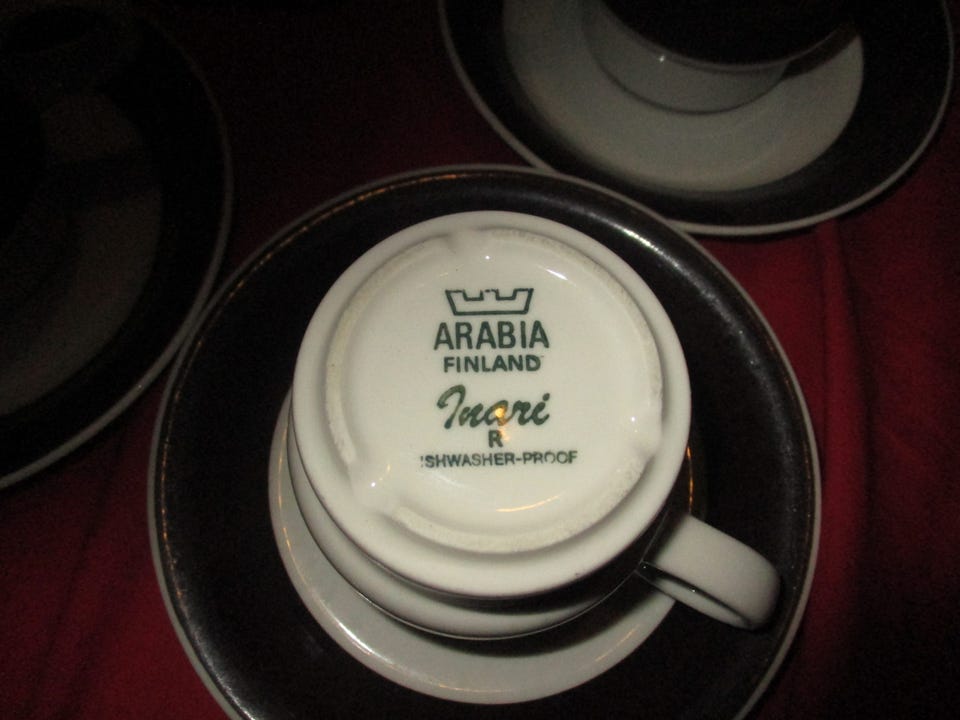 ARABIA
FINLAND
Inari
R
ISHWASHER-PROOF